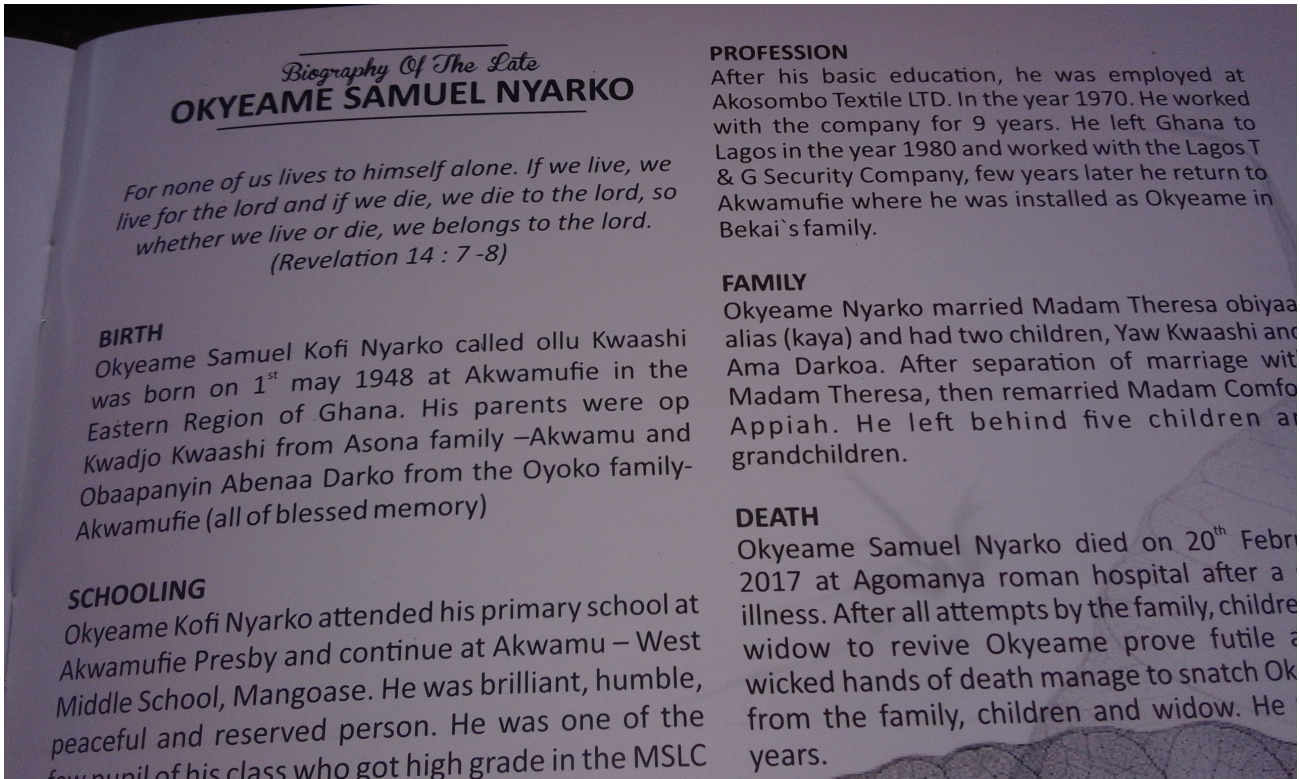 Biography Of The Late
OKYEAME SAMUEL NYARKO
For none of us lives to himself alone. If we live, we
live for the lord and if we die, we die to the lord, so
whether we live or die, we belongs to the lord.
(Revelation 14 : 7 -8)
BIRTH
Okyeame Samuel Kofi Nyarko called ollu Kwaashi
was born on 1st may 1948 at Akwamufie in the
Eastern Region of Ghana. His parents were op
Kwadjo Kwaashi from Asona family –Akwamu and
Obaapanyin Abenaa Darko from the Oyoko family-
Akwamufie (all of blessed memory)
SCHOOLING
Okyeame Kofi Nyarko attended his primary school at
Akwamufie Presby and continue at Akwamu – West
Middle School, Mangoase. He was brilliant, humble,
peaceful and reserved person. He was one of the
few pupil of his class who got high grade in the MSLC
PROFESSION
After his basic education, he was employed at
Akosombo Textile LTD. In the year 1970. He worked
with the company for 9 years. He left Ghana to
Lagos in the year 1980 and worked with the Lagos T
& G Security Company, few years later he return to
Akwamufie where he was installed as Okyeame in
Bekai`s family.
FAMILY
Okyeame Nyarko married Madam Theresa obiyaa
alias (kaya) and had two children, Yaw Kwaashi and
Ama Darkoa. After separation of marriage
Madam Theresa, then remarried Madam
Appiah. He left behind five children
grandchildren.
DEATH
Okyeame Samuel Nyarko died on 20th
2017 at Agomanya roman hospital after a
illness. After all attempts by the family,
widow to revive Okyeame prove futile
wicked hands of death manage to snatch
from the family, children and widow. He
years.